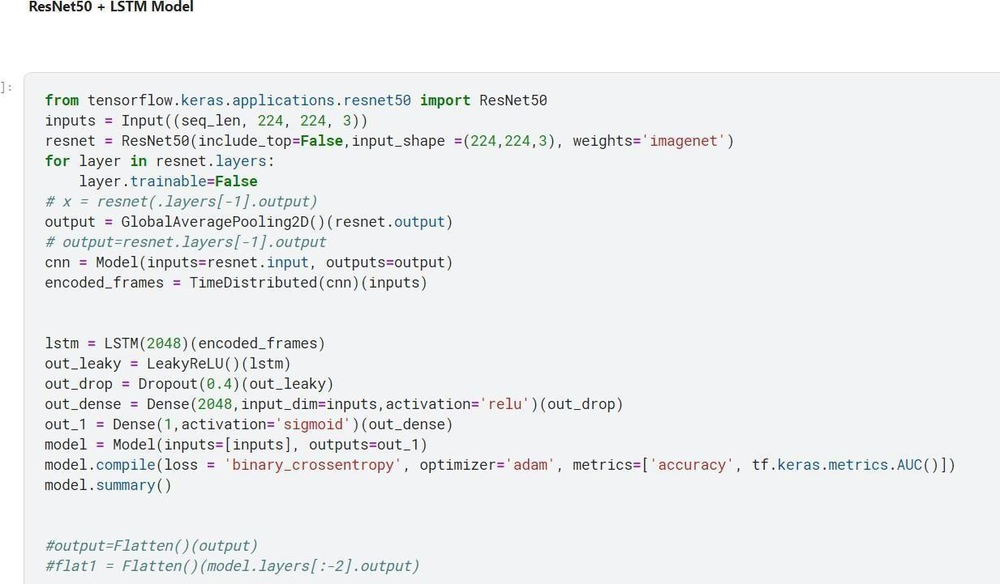 ResNet50 + LSTM Model
]:
from tensorflow.keras.applications.resnet50 import ResNet50
inputs = Input((seq_len, 224, 224, 3))
resnet = ResNet50(include_top=False,input_shape =(224,224,3), weights='imagenet')
for layer in resnet.layers:
    layer.trainable=False
# x = resnet(.layers[-1].output)
output = GlobalAveragePooling2D()(resnet.output)
# output=resnet.layers[-1].output
cnn = Model(inputs=resnet.input, outputs=output)
encoded_frames = TimeDistributed(cnn)(inputs)
lstm = LSTM(2048)(encoded_frames)
out_leaky = LeakyReLU()(lstm)
out_drop = Dropout(0.4)(out_leaky)
out_dense = Dense(2048,input_dim=inputs,activation='relu')(out_drop)
out_1 = Dense(1,activation='sigmoid')(out_dense)
model = Model(inputs=[inputs], outputs=out_1)
model.compile(loss = 'binary_crossentropy', optimizer='adam', metrics=['accuracy', tf.keras.metrics.AUC()])
model.summary()
#output=Flatten()(output)
#flat1 = Flatten()(model.layers[:-2].output)